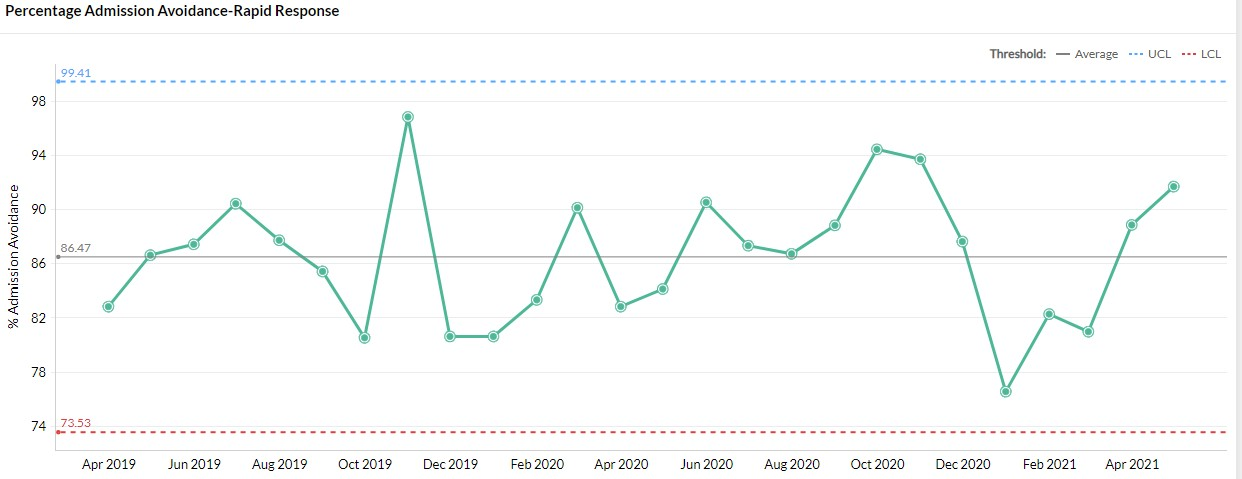 Percentage Admission Avoidance-Rapid Response
Threshold: Average UCL LCL
99.41
98
94
90
86.47
86
82
78
74
73.53
% Admission Avoidance
Apr 2019 Jun 2019 Aug 2019 Oct 2019 Dec 2019 Feb 2020 Apr 2020 Jun 2020 Aug 2020 Oct 2020 Dec 2020 Feb 2021 Apr 2021